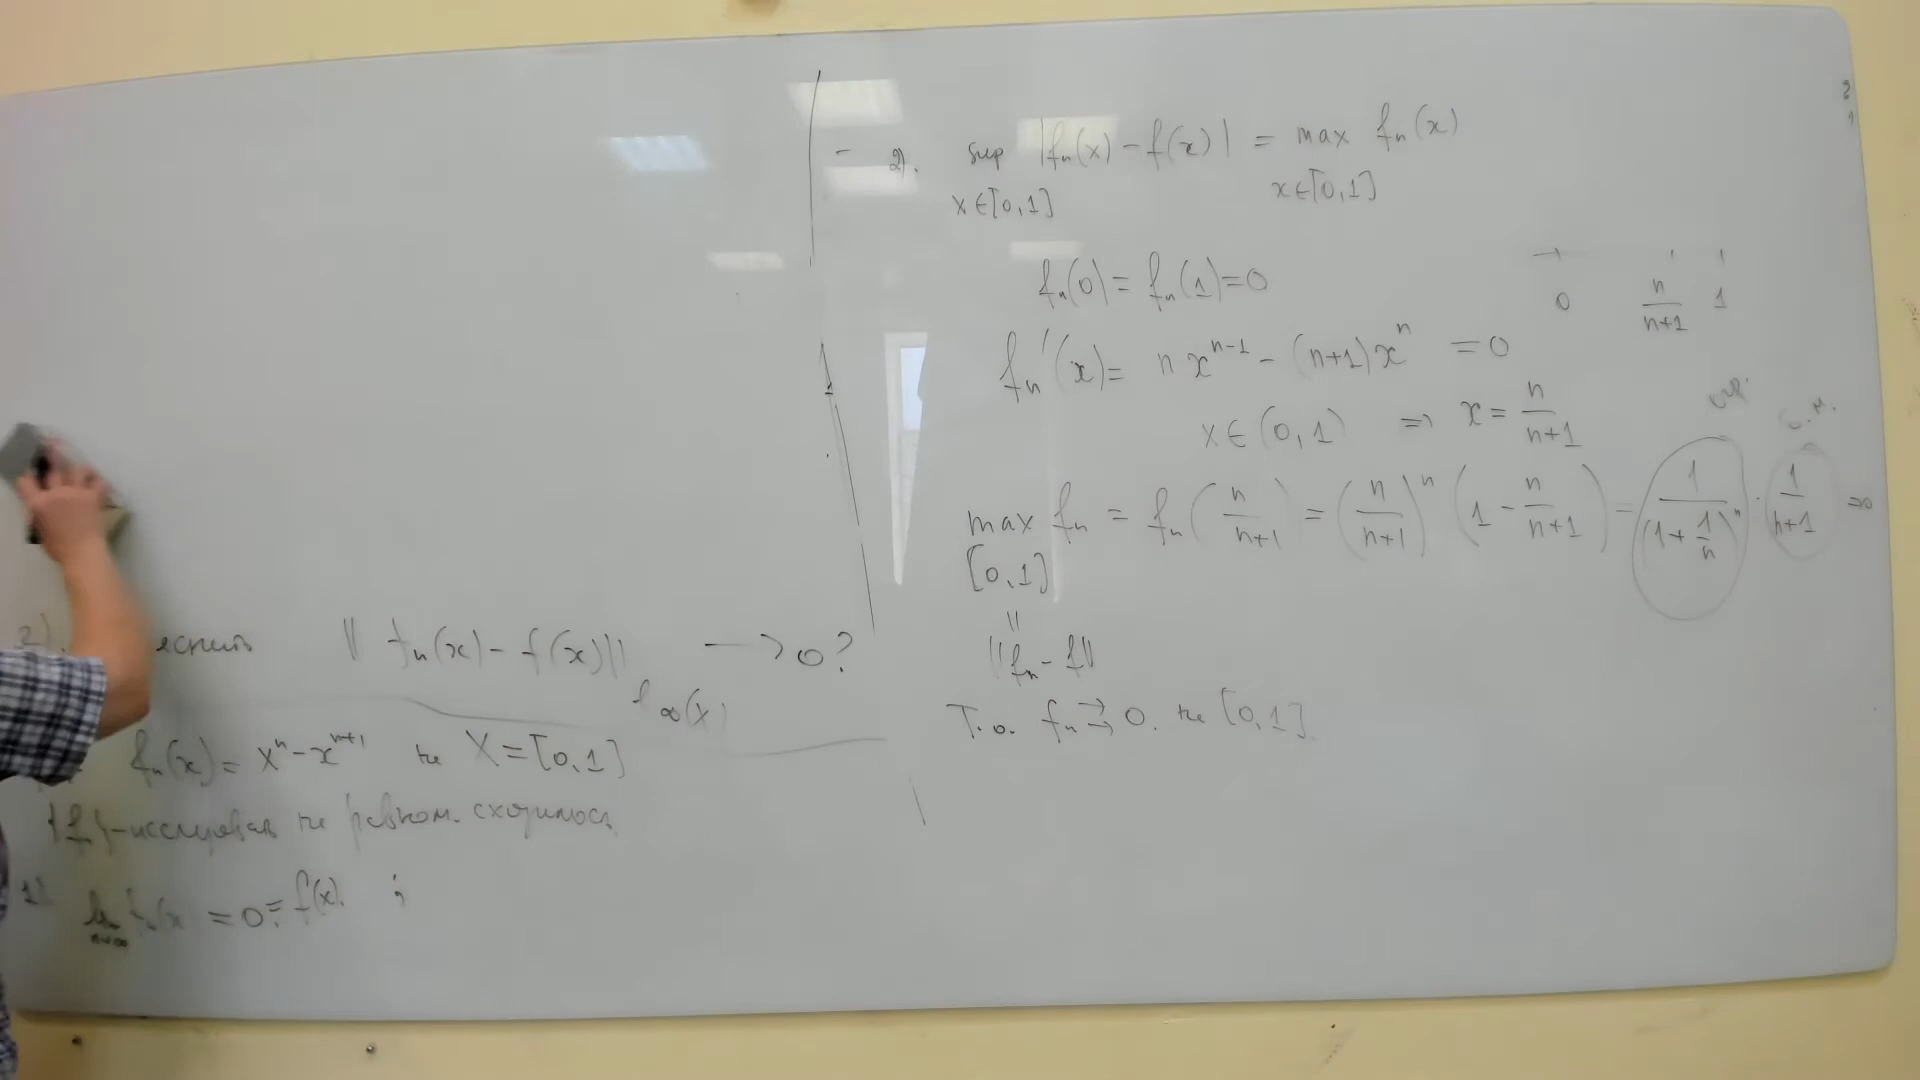 2). яснить || fₙ(x) - f(x)||ₗ∞(X) → 0?
fₙ(x) = xⁿ - xⁿ⁺¹ на X = [0,1]
на равном. сходимость
1) lim n→∞ fₙ(x) = 0 = f(x) ;
2). sup |fₙ(x) - f(x)| = max fₙ(x)
x∈[0,1] x∈[0,1]
fₙ(0) = fₙ(1) = 0
0 n/(n+1) 1
fₙ'(x) = n xⁿ⁻¹ - (n+1)xⁿ = 0
x∈(0,1) ⇒ x = n/(n+1)
max fₙ = fₙ(n/(n+1)) = (n/(n+1))ⁿ (1 - n/(n+1)) = 1/(1+1/n)ⁿ · 1/(n+1) →0
[0,1]
||
||fₙ - f||
Т.о. fₙ ⇉ 0. на [0,1].